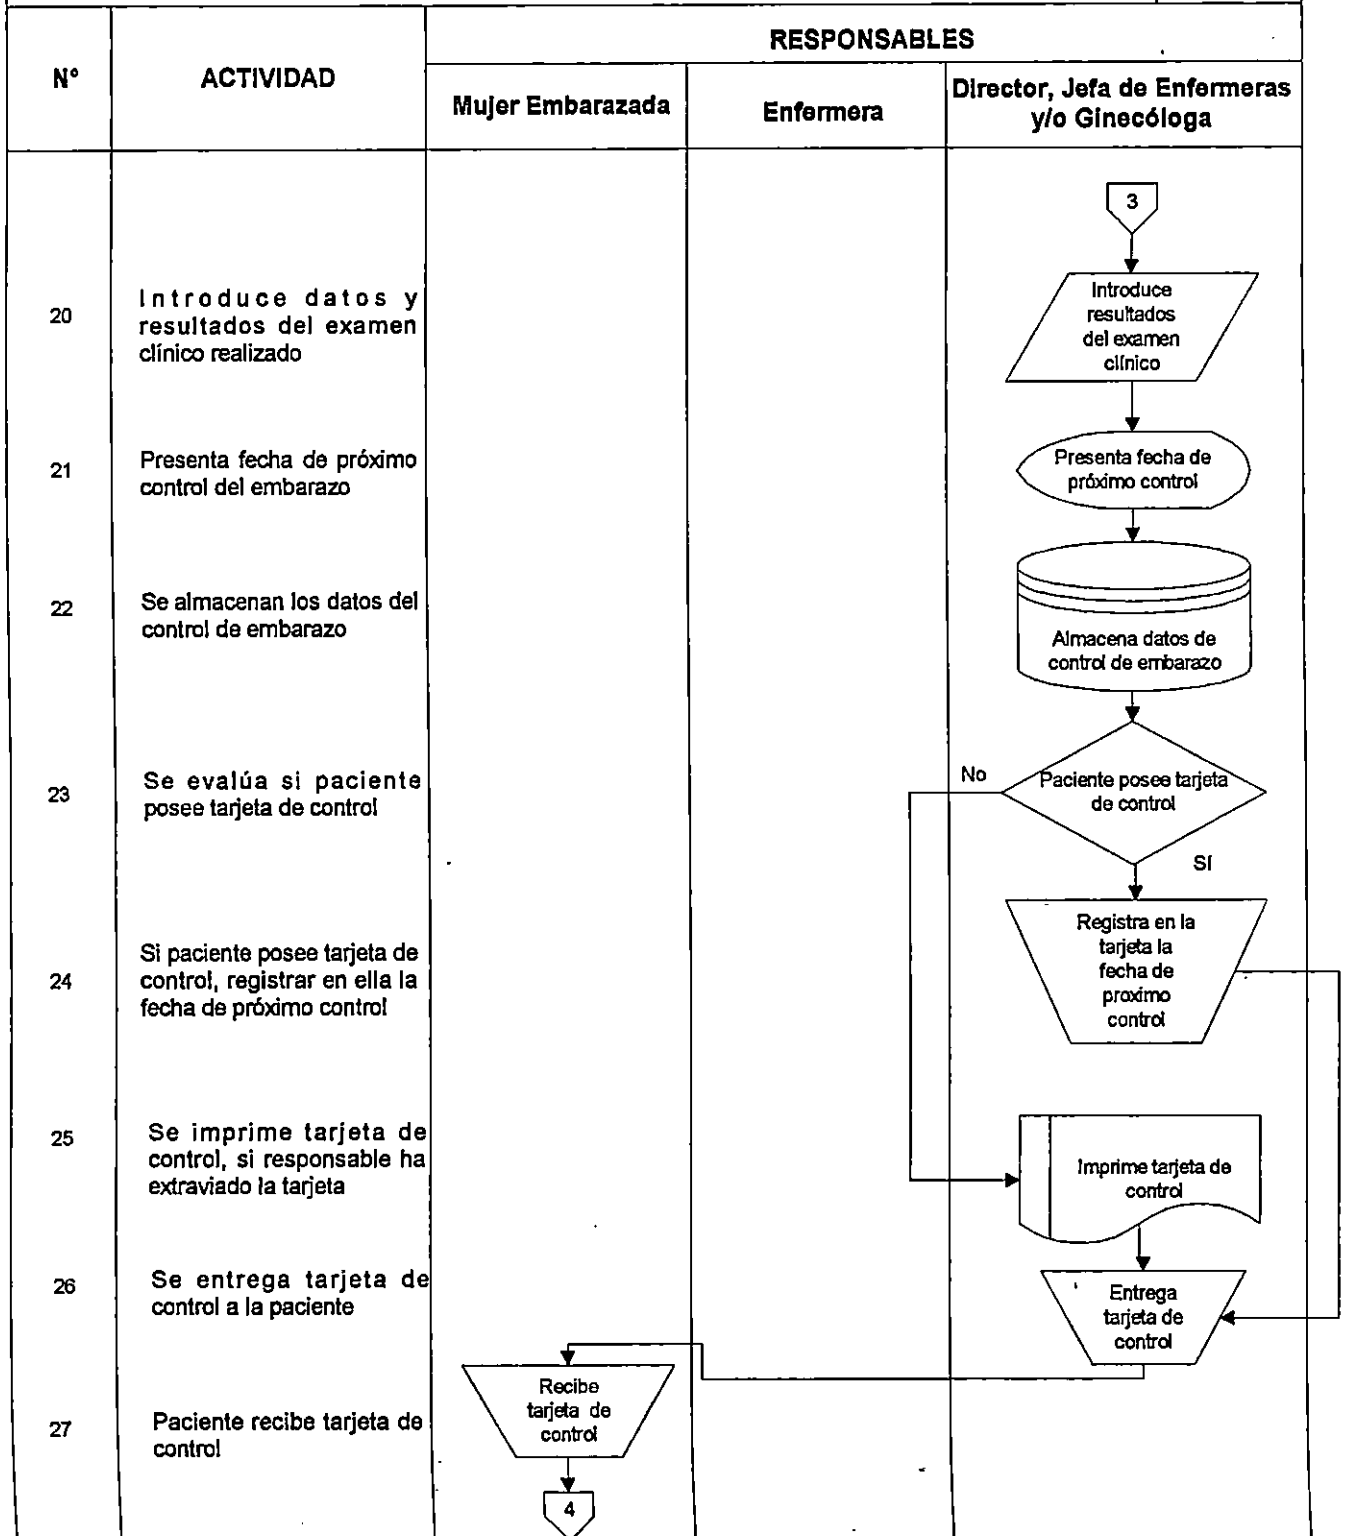 RESPONSABLES
N°
ACTIVIDAD
Mujer Embarazada
Enfermera
Director, Jefa de Enfermeras
y/o Ginecóloga
3
20
Introduce datos y
resultados del examen
clínico realizado
Introduce
resultados
del examen
clínico
21
Presenta fecha de próximo
control del embarazo
Presenta fecha de
próximo control
22
Se almacenan los datos del
control de embarazo
Almacena datos de
control de embarazo
23
Se evalúa si paciente
posee tarjeta de control
No
Paciente posee tarjeta
de control
Sí
24
Si paciente posee tarjeta de
control, registrar en ella la
fecha de próximo control
Registra en la
tarjeta la
fecha de
proximo
control
25
Se imprime tarjeta de
control, si responsable ha
extraviado la tarjeta
Imprime tarjeta de
control
26
Se entrega tarjeta de
control a la paciente
Entrega
tarjeta de
control
27
Paciente recibe tarjeta de
control
Recibe
tarjeta de
control
4